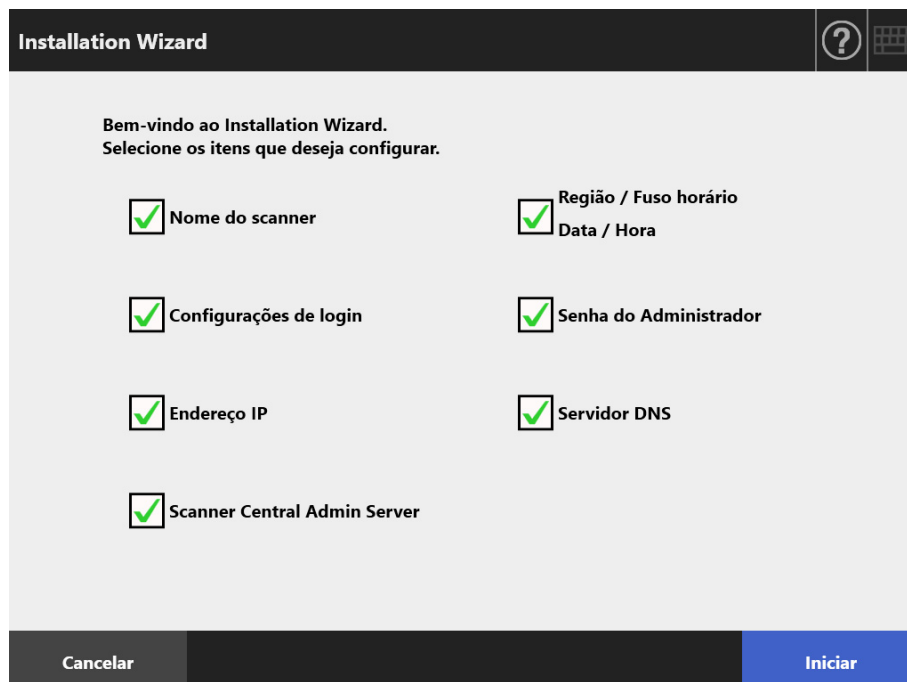 Installation Wizard
?
Bem-vindo ao Installation Wizard.
Selecione os itens que deseja configurar.
Nome do scanner
Região / Fuso horário
Data / Hora
Configurações de login
Senha do Administrador
Endereço IP
Servidor DNS
Scanner Central Admin Server
Cancelar
Iniciar